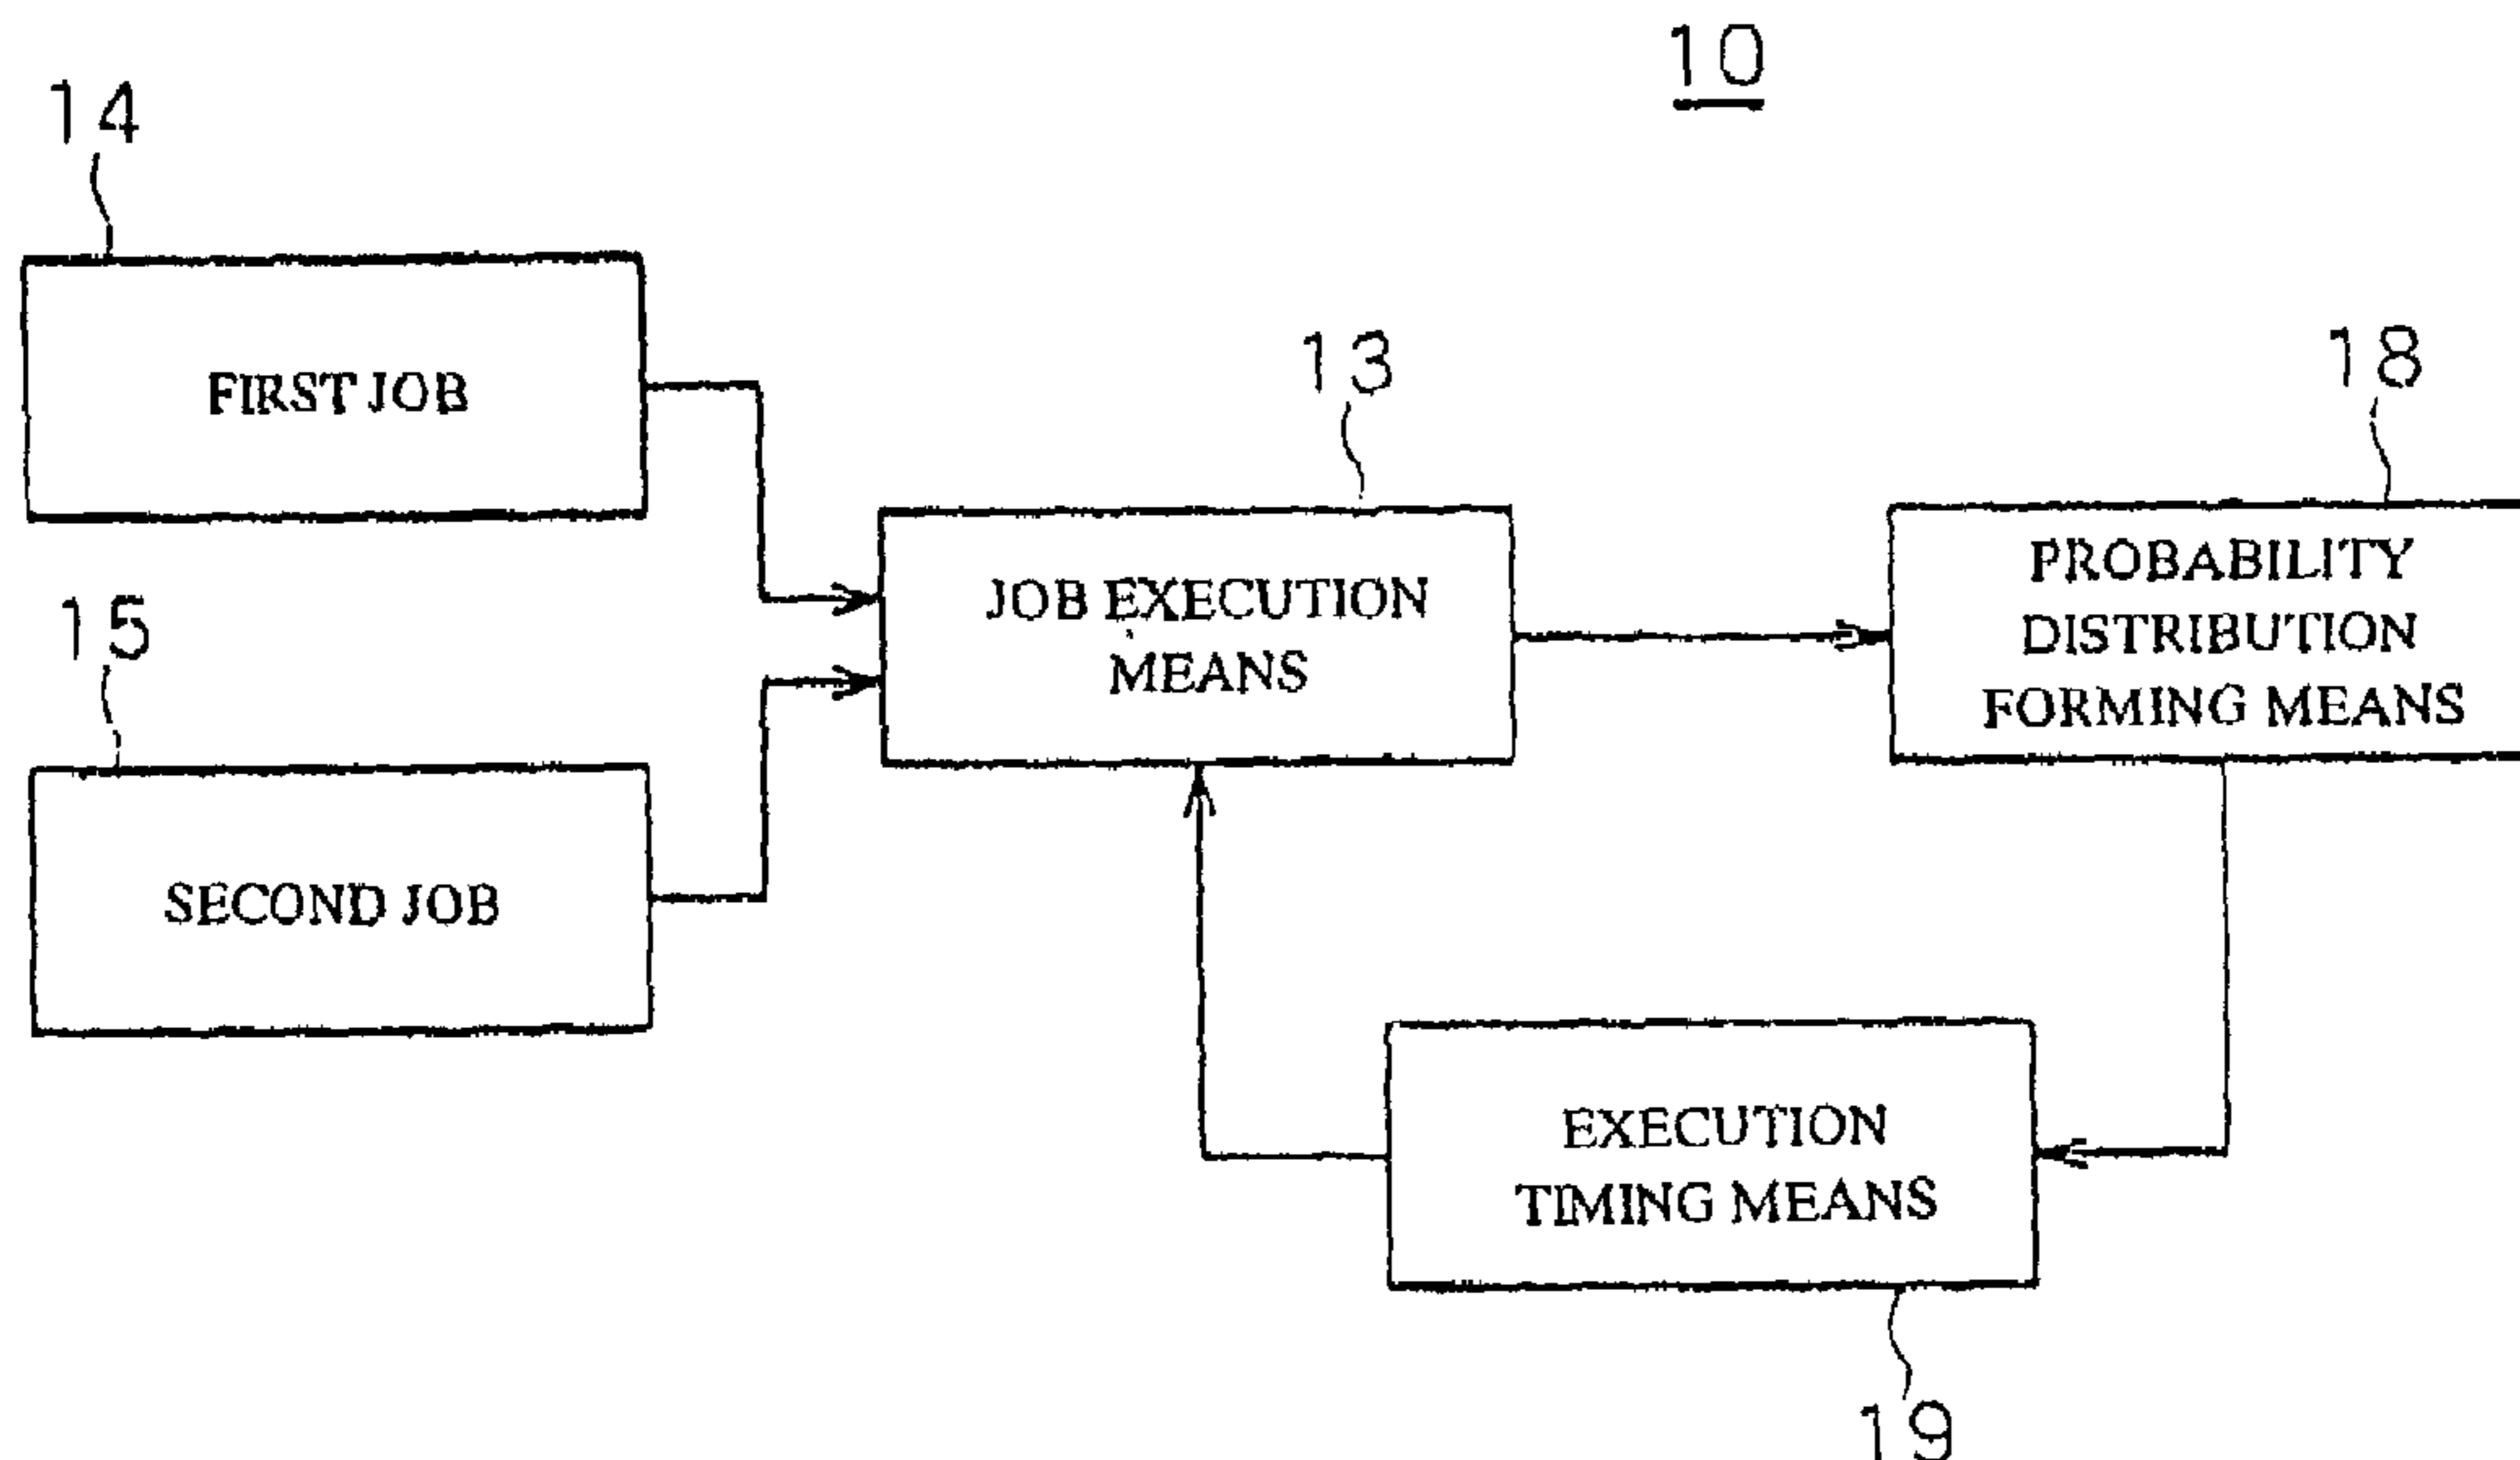 10
14
FIRST JOB
13
18
JOB EXECUTION
MEANS
PROBABILITY
DISTRIBUTION
FORMING MEANS
15
SECOND JOB
EXECUTION
TIMING MEANS
19